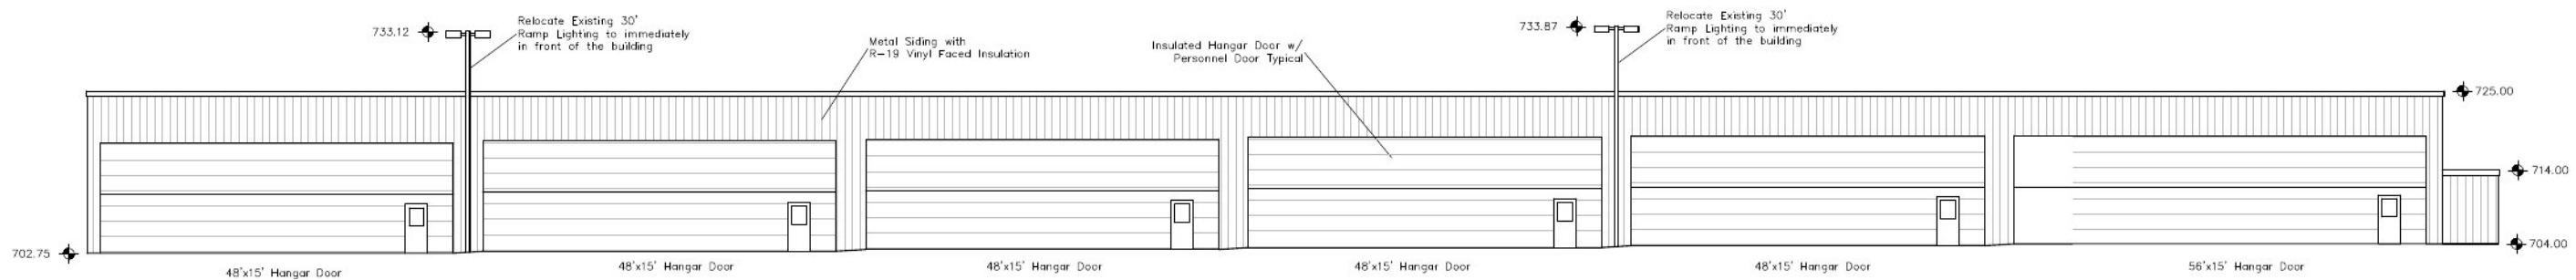 733.12
Relocate Existing 30'
Ramp Lighting to immediately
in front of the building
Metal Siding with
R-19 Vinyl Faced Insulation
Insulated Hangar Door w/
Personnel Door Typical
733.87
Relocate Existing 30'
Ramp Lighting to immediately
in front of the building
725.00
714.00
702.75
704.00
48'x15' Hangar Door
48'x15' Hangar Door
48'x15' Hangar Door
48'x15' Hangar Door
48'x15' Hangar Door
56'x15' Hangar Door